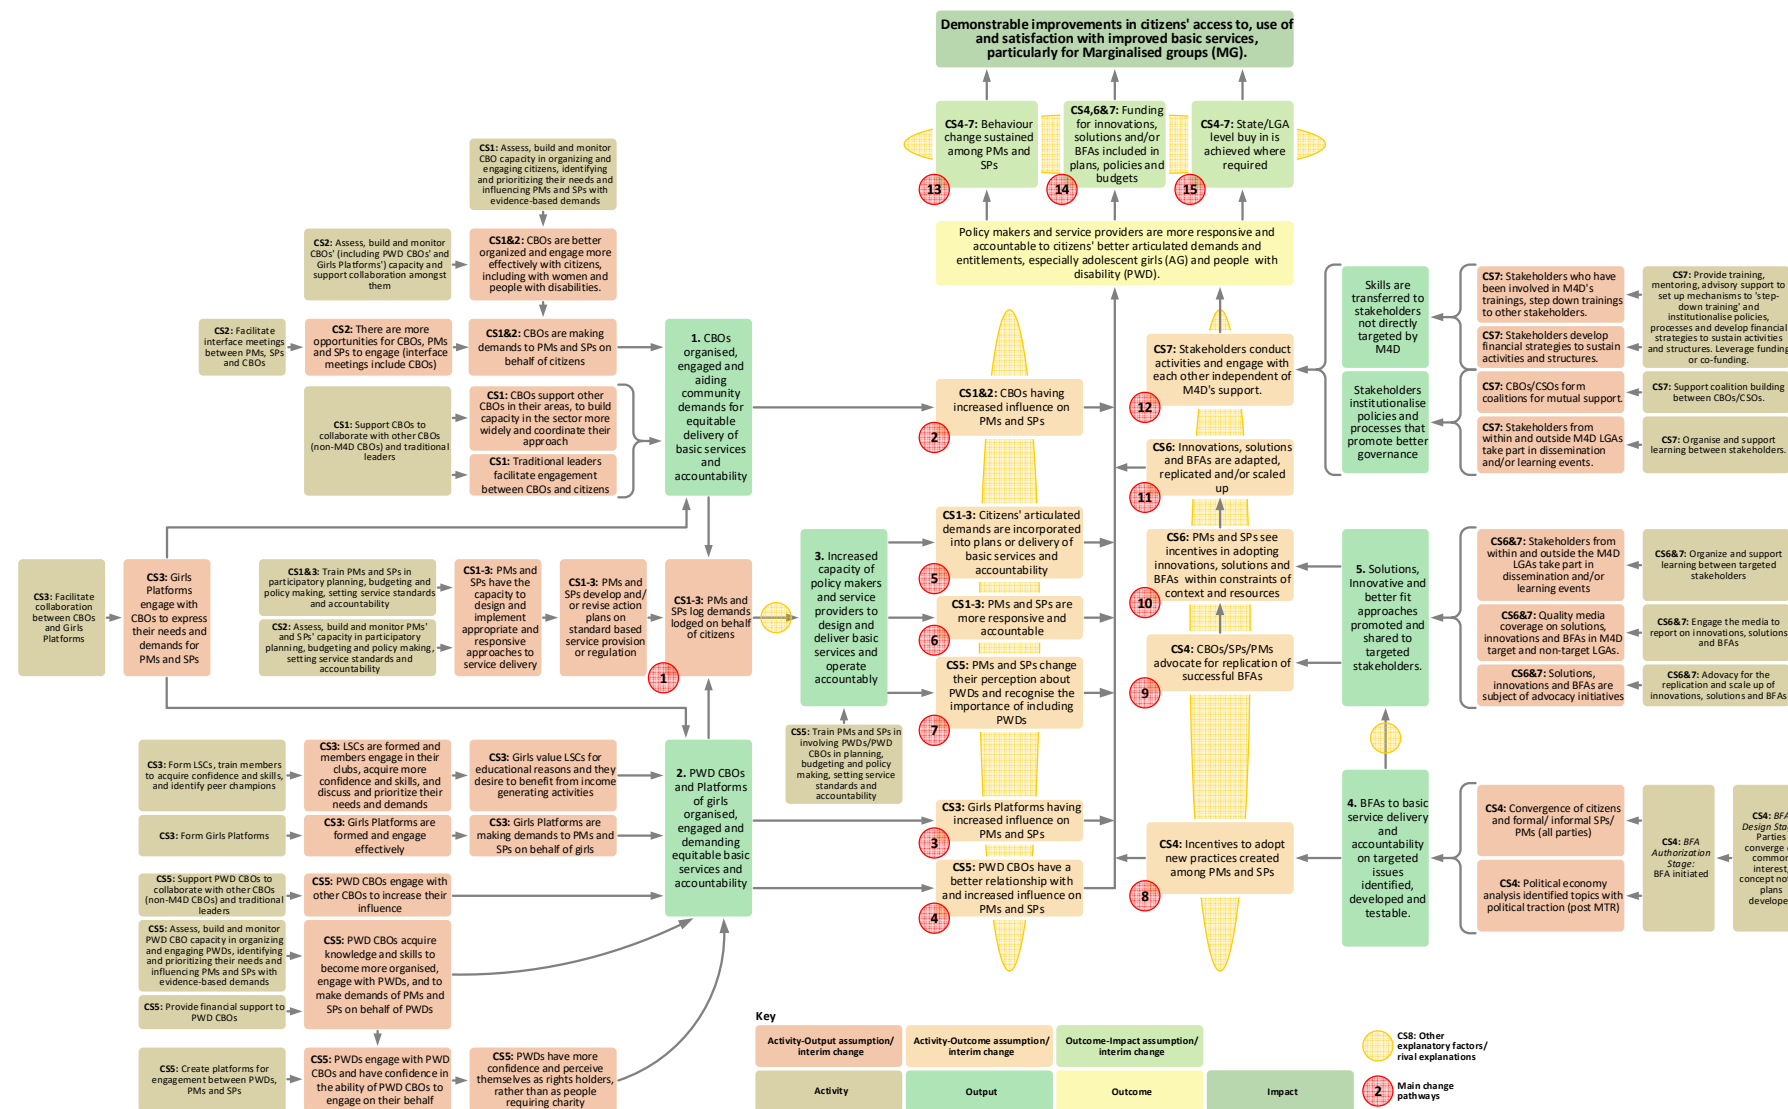 Demonstrable improvements in citizens' access to, use of
and satisfaction with improved basic services,
particularly for Marginalised groups (MG).
CS4-7: Behaviour
change sustained
among PMs and
SPs
13
CS4,6&7: Funding
for innovations,
solutions and/or
BFAs included in
plans, policies and
budgets
14
CS4-7: State/LGA
level buy in is
achieved where
required
15
Policy makers and service providers are more responsive and
accountable to citizens' better articulated demands and
entitlements, especially adolescent girls (AG) and people with
disability (PWD).
CS1: Assess, build and monitor
CBO capacity in organizing and
engaging citizens, identifying
and prioritizing their needs and
influencing PMs and SPs with
evidence-based demands
CS2: Assess, build and monitor
CBOs' (including PWD CBOs' and
Girls Platforms') capacity and
support collaboration amongst
them
CS1&2: CBOs are better
organized and engage more
effectively with citizens,
including with women and
people with disabilities.
CS2: Facilitate
interface meetings
between PMs, SPs
and CBOs
CS2: There are more
opportunities for CBOs, PMs
and SPs to engage (interface
meetings include CBOs)
CS1&2: CBOs are making
demands to PMs and SPs on
behalf of citizens
CS1: Support CBOs to
collaborate with other CBOs
(non-M4D CBOs) and traditional
leaders
CS1: CBOs support other
CBOs in their areas, to build
capacity in the sector more
widely and coordinate their
approach
CS1: Traditional leaders
facilitate engagement
between CBOs and citizens
1. CBOs
organised,
engaged and
aiding
community
demands for
equitable
delivery of
basic services
and
accountability
CS3: Facilitate
collaboration
between CBOs
and Girls
Platforms
CS3: Girls
Platforms
engage with
CBOs to express
their needs and
demands for
PMs and SPs
CS1&3: Train PMs and SPs in
participatory planning, budgeting and
policy making, setting service standards
and accountability
CS2: Assess, build and monitor PMs'
and SPs' capacity in participatory
planning, budgeting and policy making,
setting service standards and
accountability
CS1-3: PMs and
SPs have the
capacity to
design and
implement
appropriate and
responsive
approaches to
service delivery
CS1-3: PMs and
SPs develop and/
or revise action
plans on
standard based
service provision
or regulation
CS1-3: PMs and
SPs log demands
lodged on behalf
of citizens
1
3. Increased
capacity of
policy makers
and service
providers to
design and
deliver basic
services and
operate
accountably
CS5: Train PMs and SPs in
involving PWDs/PWD
CBOs in planning,
budgeting and policy
making, setting service
standards and
accountability
CS3: Form LSCs, train members
to acquire confidence and skills,
and identify peer champions
CS3: LSCs are formed and
members engage in their
clubs, acquire more
confidence and skills, and
discuss and prioritize their
needs and demands
CS3: Girls value LSCs for
educational reasons and they
desire to benefit from income
generating activities
CS3: Form Girls Platforms
CS3: Girls Platforms are
formed and engage
effectively
CS3: Girls Platforms are
making demands to PMs and
SPs on behalf of girls
CS5: Support PWD CBOs to
collaborate with other CBOs
(non-M4D CBOs) and traditional
leaders
CS5: PWD CBOs engage with
other CBOs to increase their
influence
CS5: Assess, build and monitor
PWD CBO capacity in organizing
and engaging PWDs, identifying
and prioritizing their needs and
influencing PMs and SPs with
evidence-based demands
CS5: Provide financial support to
PWD CBOs
CS5: PWD CBOs acquire
knowledge and skills to
become more organised,
engage with PWDs, and to
make demands of PMs and
SPs on behalf of PWDs
CS5: Create platforms for
engagement between PWDs,
PMs and SPs
CS5: PWDs engage with PWD
CBOs and have confidence in
the ability of PWD CBOs to
engage on their behalf
CS5: PWDs have more
confidence and perceive
themselves as rights holders,
rather than as people
requiring charity
2. PWD CBOs
and Platforms
of girls
organised,
engaged and
demanding
equitable basic
services and
accountability
CS1&2: CBOs having
increased influence on
PMs and SPs
2
CS1-3: Citizens' articulated
demands are incorporated
into plans or delivery of
basic services and
accountability
5
CS1-3: PMs and SPs are
more responsive and
accountable
6
CS5: PMs and SPs change
their perception about
PWDs and recognise the
importance of including
PWDs
7
CS3: Girls Platforms having
increased influence on
PMs and SPs
3
CS5: PWD CBOs have a
better relationship with
and increased influence on
PMs and SPs
4
CS7: Stakeholders conduct
activities and engage with
each other independent of
M4D's support.
12
CS6: Innovations, solutions
and BFAs are adapted,
replicated and/or scaled
up
11
CS6: PMs and SPs see
incentives in adopting
innovations, solutions and
BFAs within constraints of
context and resources
10
CS4: CBOs/SPs/PMs
advocate for replication of
successful BFAs
9
CS4: Incentives to adopt
new practices created
among PMs and SPs
8
Skills are
transferred to
stakeholders
not directly
targeted by
M4D
Stakeholders
institutionalise
policies and
processes that
promote better
governance
CS7: Stakeholders who have
been involved in M4D's
trainings, step down trainings
to other stakeholders.
CS7: Stakeholders develop
financial strategies to sustain
activities and structures.
CS7: CBOs/CSOs form
coalitions for mutual support.
CS7: Stakeholders from
within and outside M4D LGAs
take part in dissemination
and/or learning events.
CS7: Provide training,
mentoring, advisory support to
set up mechanisms to 'step-
down training' and
institutionalise policies,
processes and develop financial
strategies to sustain activities
and structures. Leverage funding
or co-funding.
CS7: Support coalition building
between CBOs/CSOs.
CS7: Organise and support
learning between stakeholders.
5. Solutions,
Innovative and
better fit
approaches
promoted and
shared to
targeted
stakeholders.
CS6&7: Stakeholders from
within and outside the M4D
LGAs take part in
dissemination and/or
learning events
CS6&7: Quality media
coverage on solutions,
innovations and BFAs in M4D
target and non-target LGAs.
CS6&7: Solutions,
innovations and BFAs are
subject of advocacy initiatives
CS6&7: Organize and support
learning between targeted
stakeholders
CS6&7: Engage the media to
report on innovations, solutions
and BFAs
CS6&7: Adovacy for the
replication and scale up of
innovations, solutions and BFAs
4. BFAs to basic
service delivery
and
accountability
on targeted
issues
identified,
developed and
testable.
CS4: Convergence of citizens
and formal/ informal SPs/
PMs (all parties)
CS4: Political economy
analysis identified topics with
political traction (post MTR)
CS4: BFA
Authorization
Stage:
BFA initiated
CS4: BFA
Design Stage:
Parties
converge
common
interest,
concept
plans
develope
Key
Activity-Output assumption/
interim change
Activity-Outcome assumption/
interim change
Outcome-Impact assumption/
interim change
Activity
Output
Outcome
Impact
CS8: Other
explanatory factors/
rival explanations
2
Main change
pathways